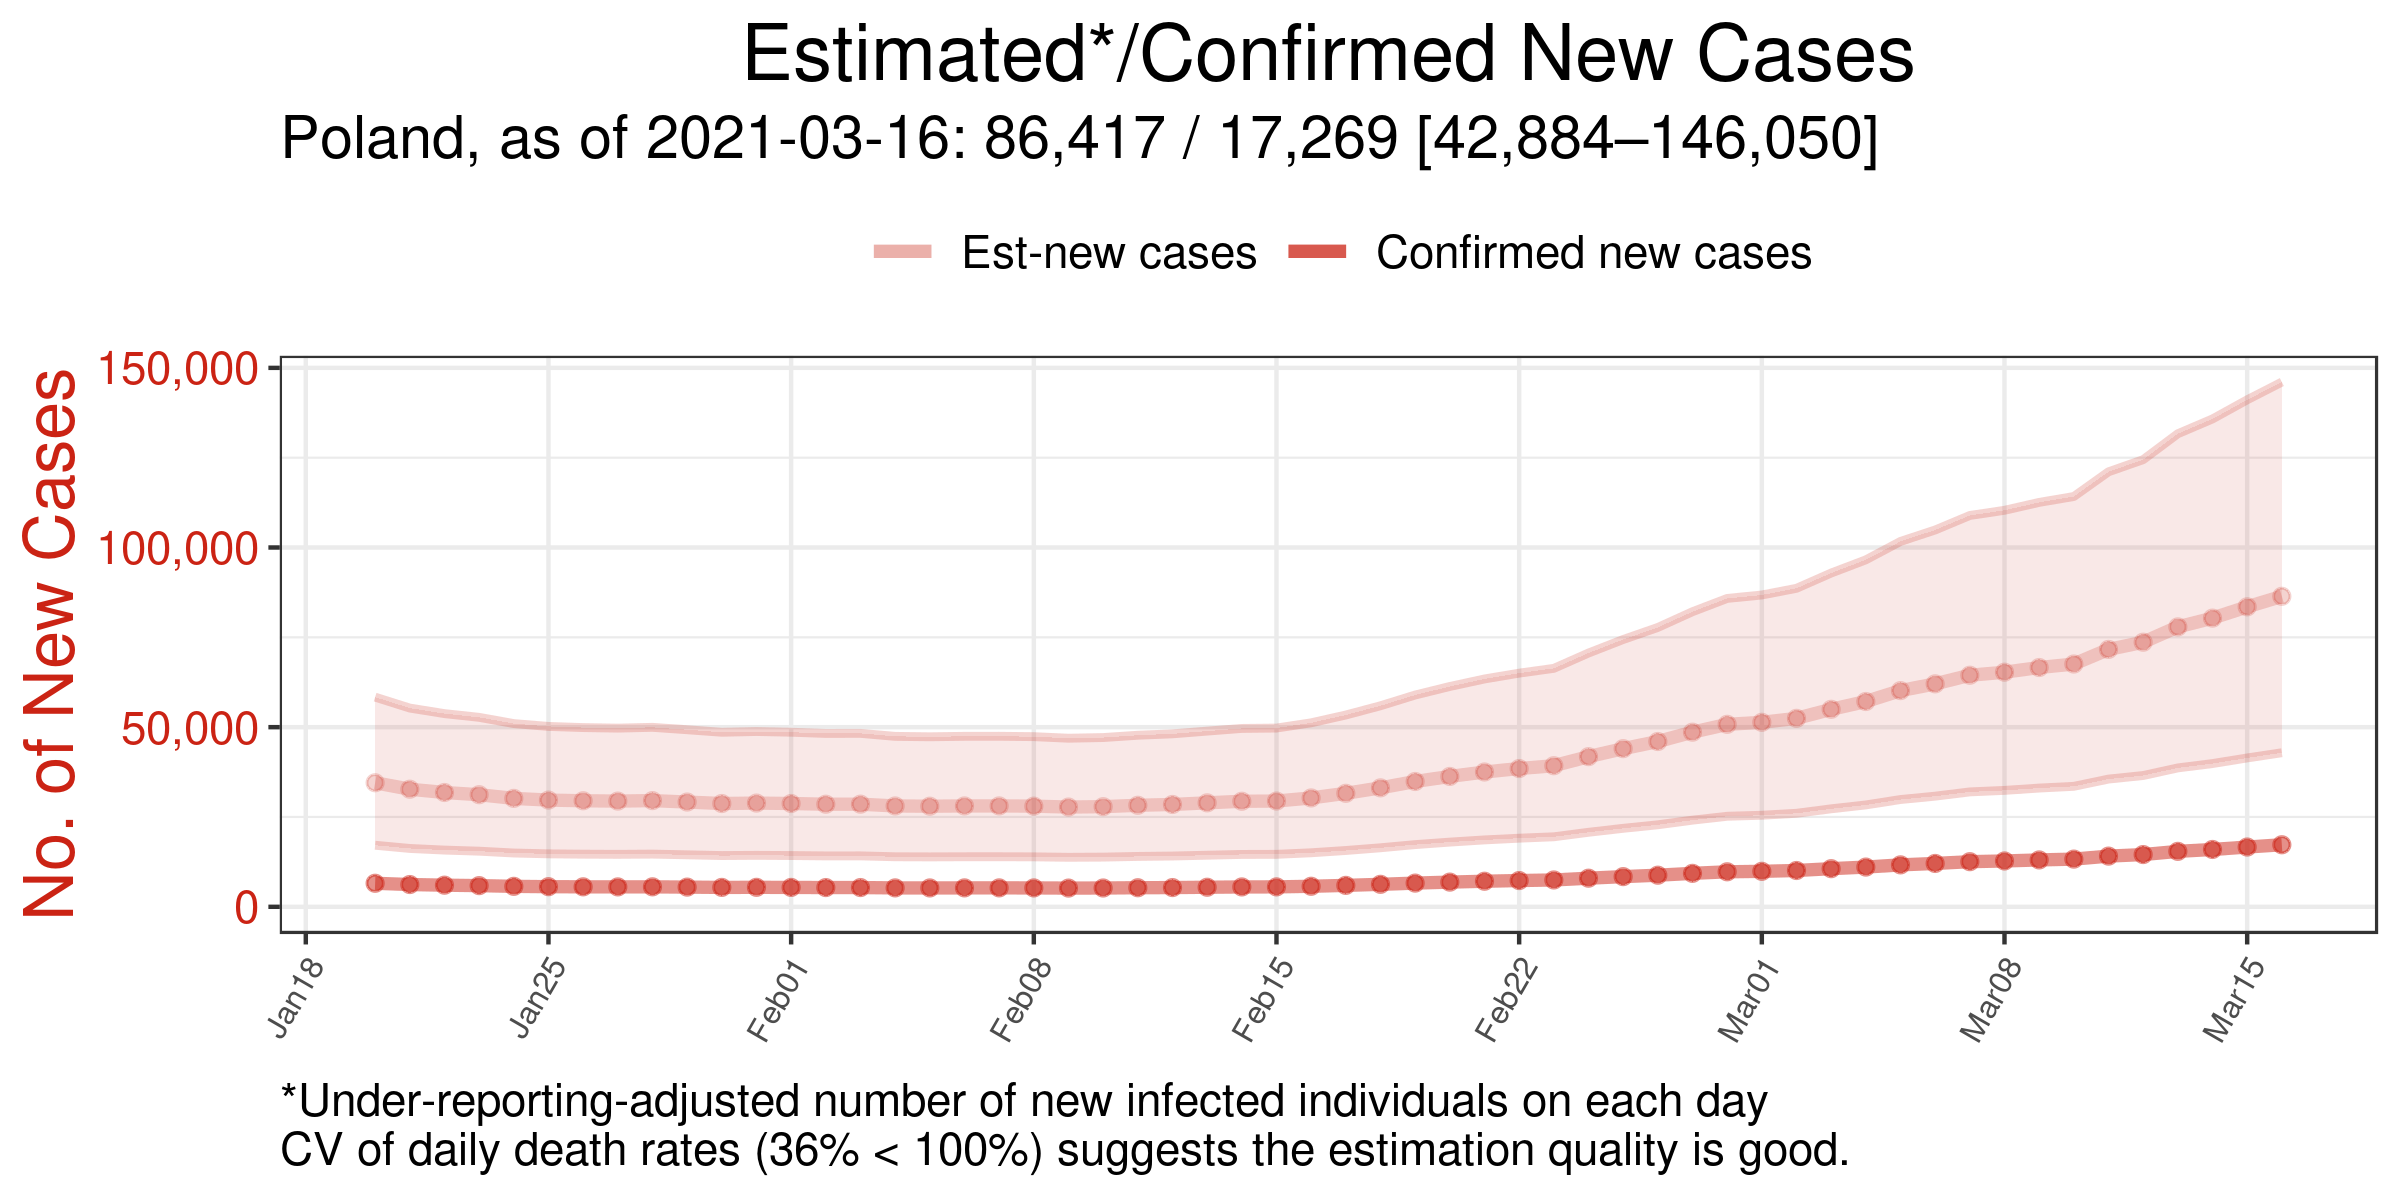 Estimated*/Confirmed New Cases
Poland, as of 2021-03-16: 86,417 / 17,269 [42,884–146,050]
Est-new cases
Confirmed new cases
No. of New Cases
150,000
100,000
50,000
0
Jan18
Jan25
Feb01
Feb08
Feb15
Feb22
Mar01
Mar08
Mar15
*Under-reporting-adjusted number of new infected individuals on each day
CV of daily death rates (36% < 100%) suggests the estimation quality is good.